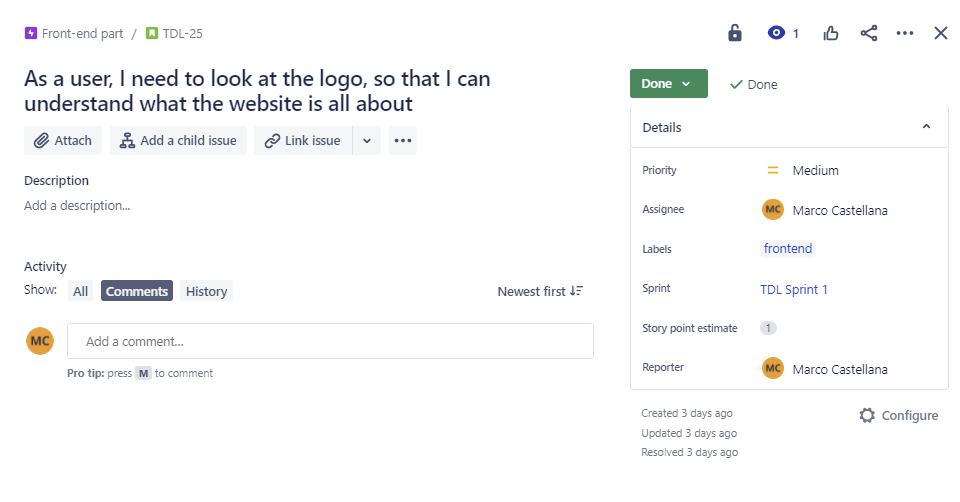 Front-end part / TDL-25
1
As a user, I need to look at the logo, so that I can
understand what the website is all about
Attach
Add a child issue
Link issue
Description
Add a description...
Activity
Show: All Comments History
Newest first
MC
Add a comment...
Pro tip: press M to comment
Done
Done
Details
Priority
Medium
Assignee
MC Marco Castellana
Labels
frontend
Sprint
TDL Sprint 1
Story point estimate
1
Reporter
MC Marco Castellana
Created 3 days ago
Configure
Updated 3 days ago
Resolved 3 days ago